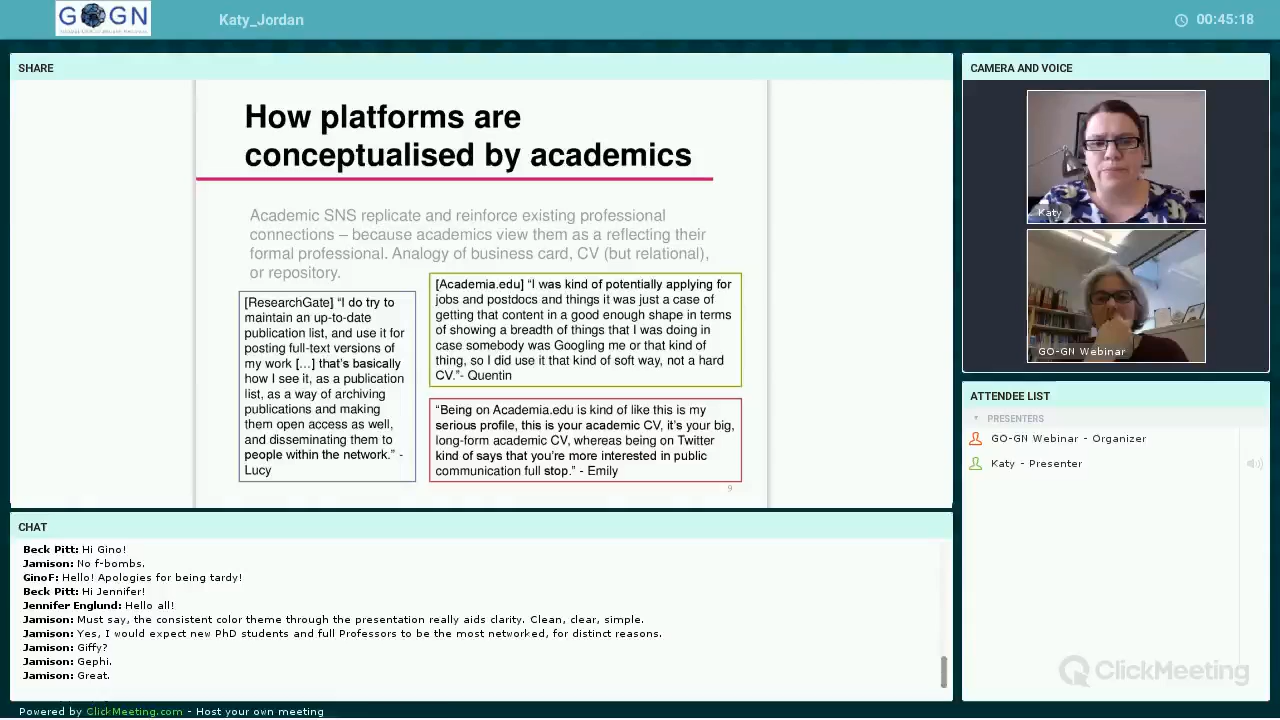 GOGN
Katy_Jordan
00:45:18
SHARE
How platforms are
conceptualised by academics
Academic SNS replicate and reinforce existing professional
connections – because academics view them as a reflecting their
formal professional. Analogy of business card, CV (but relational),
or repository.
[ResearchGate] “I do try to
maintain an up-to-date
publication list, and use it for
posting full-text versions of
my work [...] that’s basically
how I see it, as a publication
list, as a way of archiving
publications and making
them open access as well,
and disseminating them to
people within the network.” -
Lucy
[Academia.edu] “I was kind of potentially applying for
jobs and postdocs and things it was just a case of
getting that content in a good enough shape in terms
of showing a breadth of things that I was doing in
case somebody was Googling me or that kind of
thing, so I did use it that kind of soft way, not a hard
CV.”- Quentin
“Being on Academia.edu is kind of like this is my
serious profile, this is your academic CV, it’s your big,
long-form academic CV, whereas being on Twitter
kind of says that you’re more interested in public
communication full stop.” - Emily
9
CAMERA AND VOICE
Katy
GO-GN Webinar
ATTENDEE LIST
PRESENTERS
GO-GN Webinar - Organizer
Katy - Presenter
CHAT
Beck Pitt: Hi Gino!
Jamison: No f-bombs.
GinoF: Hello! Apologies for being tardy!
Beck Pitt: Hi Jennifer!
Jennifer Englund: Hello all!
Jamison: Must say, the consistent color theme through the presentation really aids clarity. Clean, clear, simple.
Jamison: Yes, I would expect new PhD students and full Professors to be the most networked, for distinct reasons.
Jamison: Giffy?
Jamison: Gephi.
Jamison: Great.
ClickMeeting
Powered by ClickMeeting.com - Host your own meeting